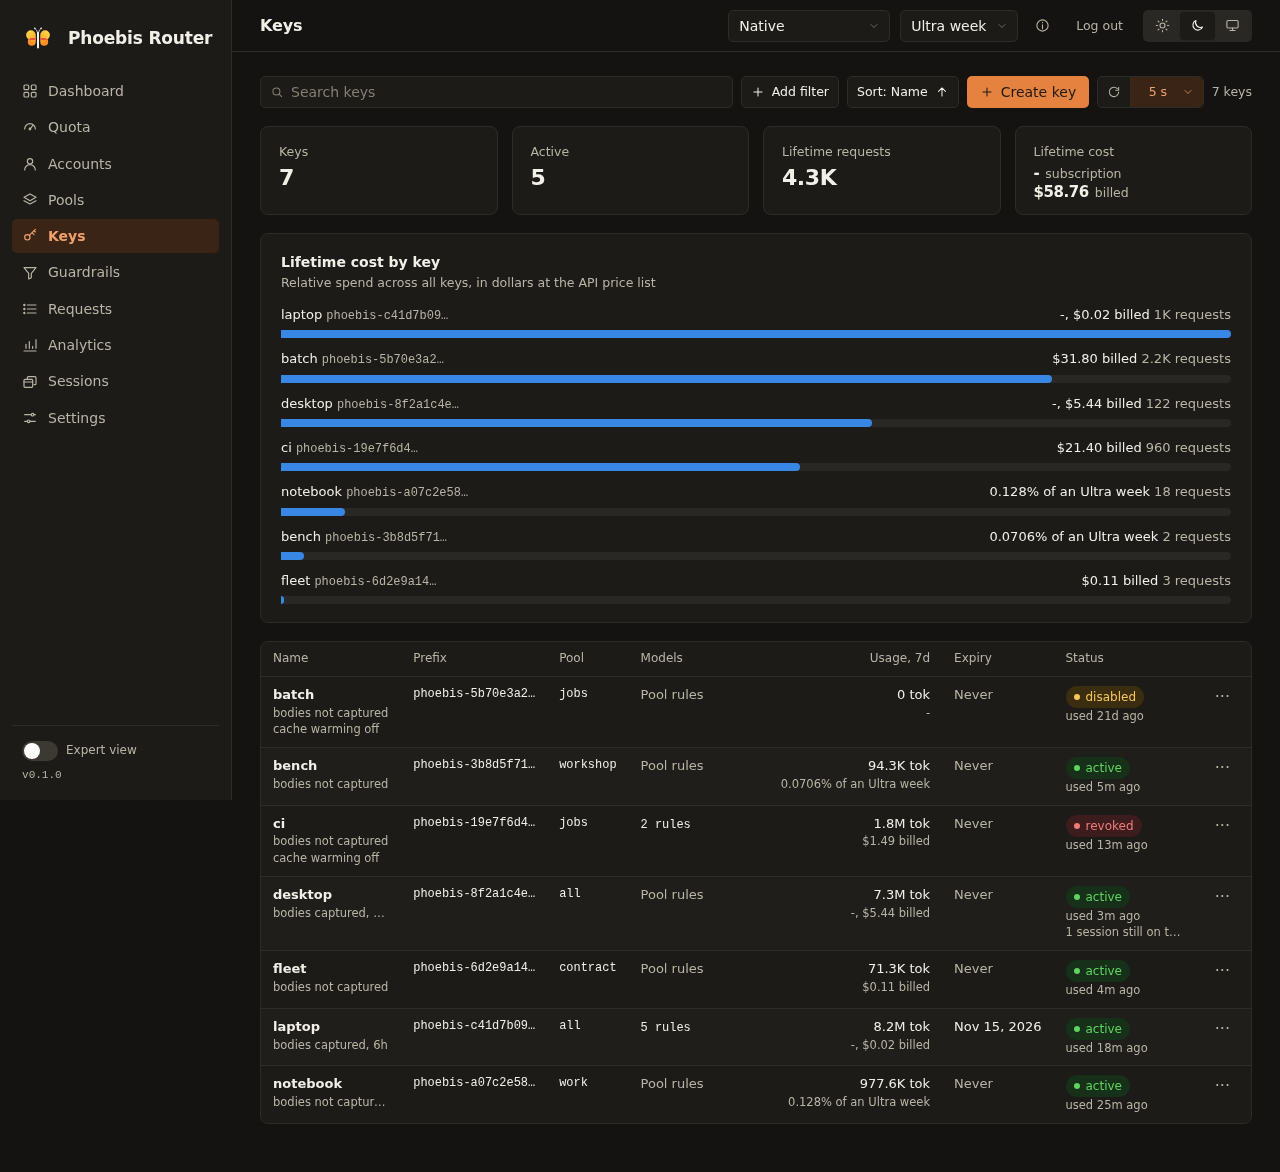 Phoebis Router
Dashboard
Quota
Accounts
Pools
Keys
Guardrails
Requests
Analytics
Sessions
Settings
Expert view
v0.1.0
Keys
Native
Ultra week
Log out
Search keys
Add filter
Sort: Name
Create key
5 s
7 keys
Keys
7
Active
5
Lifetime requests
4.3K
Lifetime cost
- subscription
$58.76 billed
Lifetime cost by key
Relative spend across all keys, in dollars at the API price list
laptop phoebis-c41d7b09… -, $0.02 billed 1K requests
batch phoebis-5b70e3a2… $31.80 billed 2.2K requests
desktop phoebis-8f2a1c4e… -, $5.44 billed 122 requests
ci phoebis-19e7f6d4… $21.40 billed 960 requests
notebook phoebis-a07c2e58… 0.128% of an Ultra week 18 requests
bench phoebis-3b8d5f71… 0.0706% of an Ultra week 2 requests
fleet phoebis-6d2e9a14… $0.11 billed 3 requests
Name Prefix Pool Models Usage, 7d Expiry Status
batch phoebis-5b70e3a2… jobs Pool rules 0 tok Never disabled ···
bodies not captured - used 21d ago
cache warming off
bench phoebis-3b8d5f71… workshop Pool rules 94.3K tok Never active ···
bodies not captured 0.0706% of an Ultra week used 5m ago
ci phoebis-19e7f6d4… jobs 2 rules 1.8M tok Never revoked ···
bodies not captured $1.49 billed used 13m ago
cache warming off
desktop phoebis-8f2a1c4e… all Pool rules 7.3M tok Never active ···
bodies captured, … -, $5.44 billed used 3m ago
1 session still on t…
fleet phoebis-6d2e9a14… contract Pool rules 71.3K tok Never active ···
bodies not captured $0.11 billed used 4m ago
laptop phoebis-c41d7b09… all 5 rules 8.2M tok Nov 15, 2026 active ···
bodies captured, 6h -, $0.02 billed used 18m ago
notebook phoebis-a07c2e58… work Pool rules 977.6K tok Never active ···
bodies not captur… 0.128% of an Ultra week used 25m ago